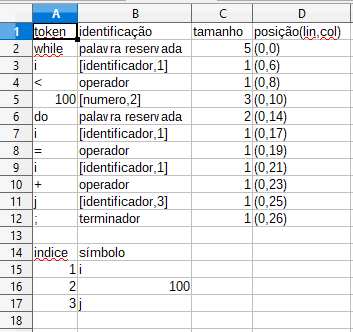 A B C D
1 token identificação tamanho posição(lin,col)
2 while palavra reservada 5 (0,0)
3 i [identificador,1] 1 (0,6)
4 < operador 1 (0,8)
5 100 [numero,2] 3 (0,10)
6 do palavra reservada 2 (0,14)
7 i [identificador,1] 1 (0,17)
8 = operador 1 (0,19)
9 i [identificador,1] 1 (0,21)
10 + operador 1 (0,23)
11 j [identificador,3] 1 (0,25)
12 ; terminador 1 (0,26)
13
14 indice símbolo
15 1 i
16 2 100
17 3 j